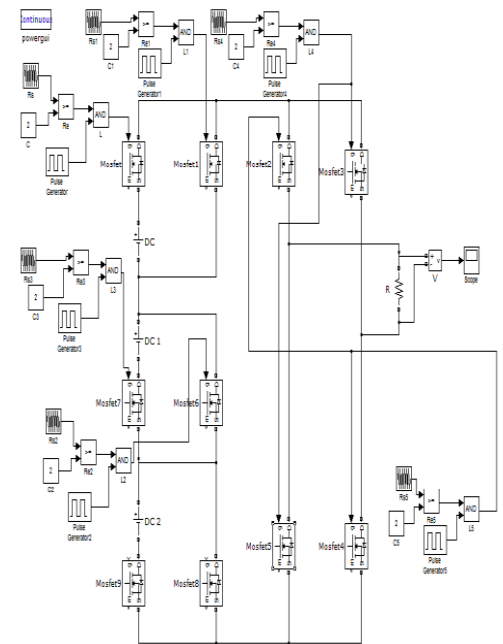 Continuous
powergui
Rs1
>=
Re1
AND
L1
2
C1
Pulse
Generator1
Rs4
>=
Re4
AND
L4
2
C4
Pulse
Generator4
Rs
>=
Re
AND
L
2
C
Pulse
Generator
Mosfet
Mosfet1
Mosfet2
Mosfet3
DC
Rs3
>=
Re3
AND
L3
2
C3
Pulse
Generator3
R
+
-
v
V
Scope
DC 1
Mosfet7
Mosfet6
Rs2
>=
Re2
AND
L2
2
C2
Pulse
Generator2
DC 2
Rs5
>=
Re5
AND
L5
2
C5
Pulse
Generator5
Mosfet9
Mosfet8
Mosfet5
Mosfet4